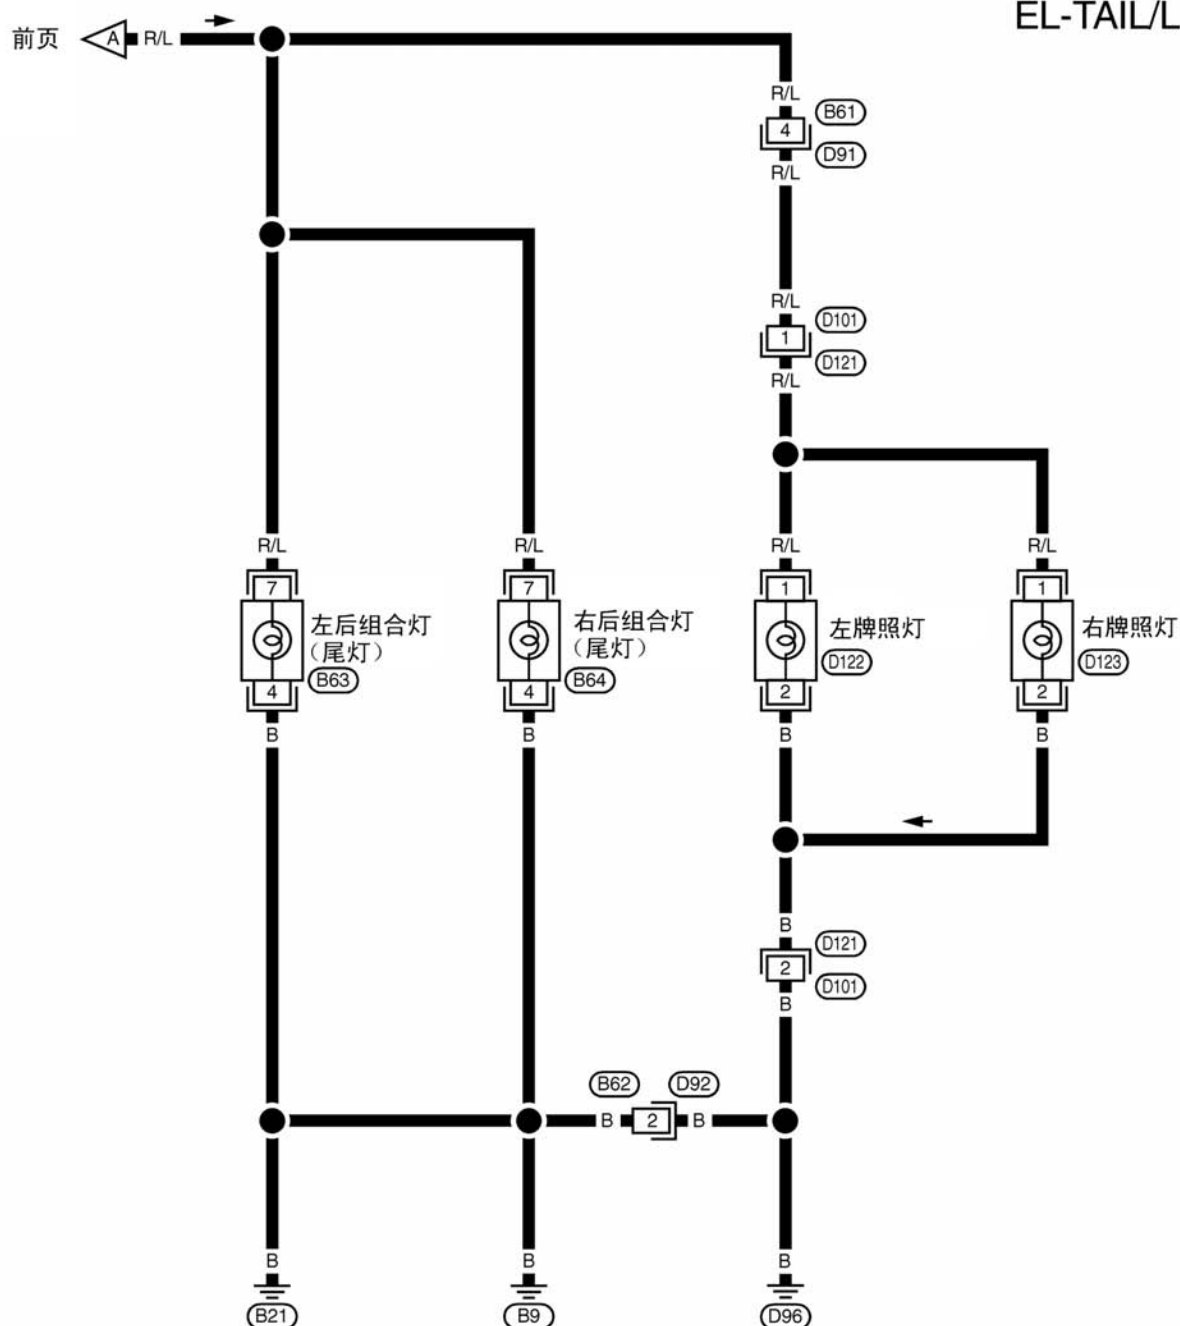 EL-TAIL/L
前页 A R/L
R/L
4 B61
D91
R/L
R/L
1 D101
D121
R/L
R/L R/L R/L R/L
7 7 1 1
左后组合灯
（尾灯）
B63
右后组合灯
（尾灯）
B64
左牌照灯
D122
右牌照灯
D123
4 4 2 2
B B B B
B
2 D121
D101
B
B62 D92
B 2 B
B B B
B21 B9 D96